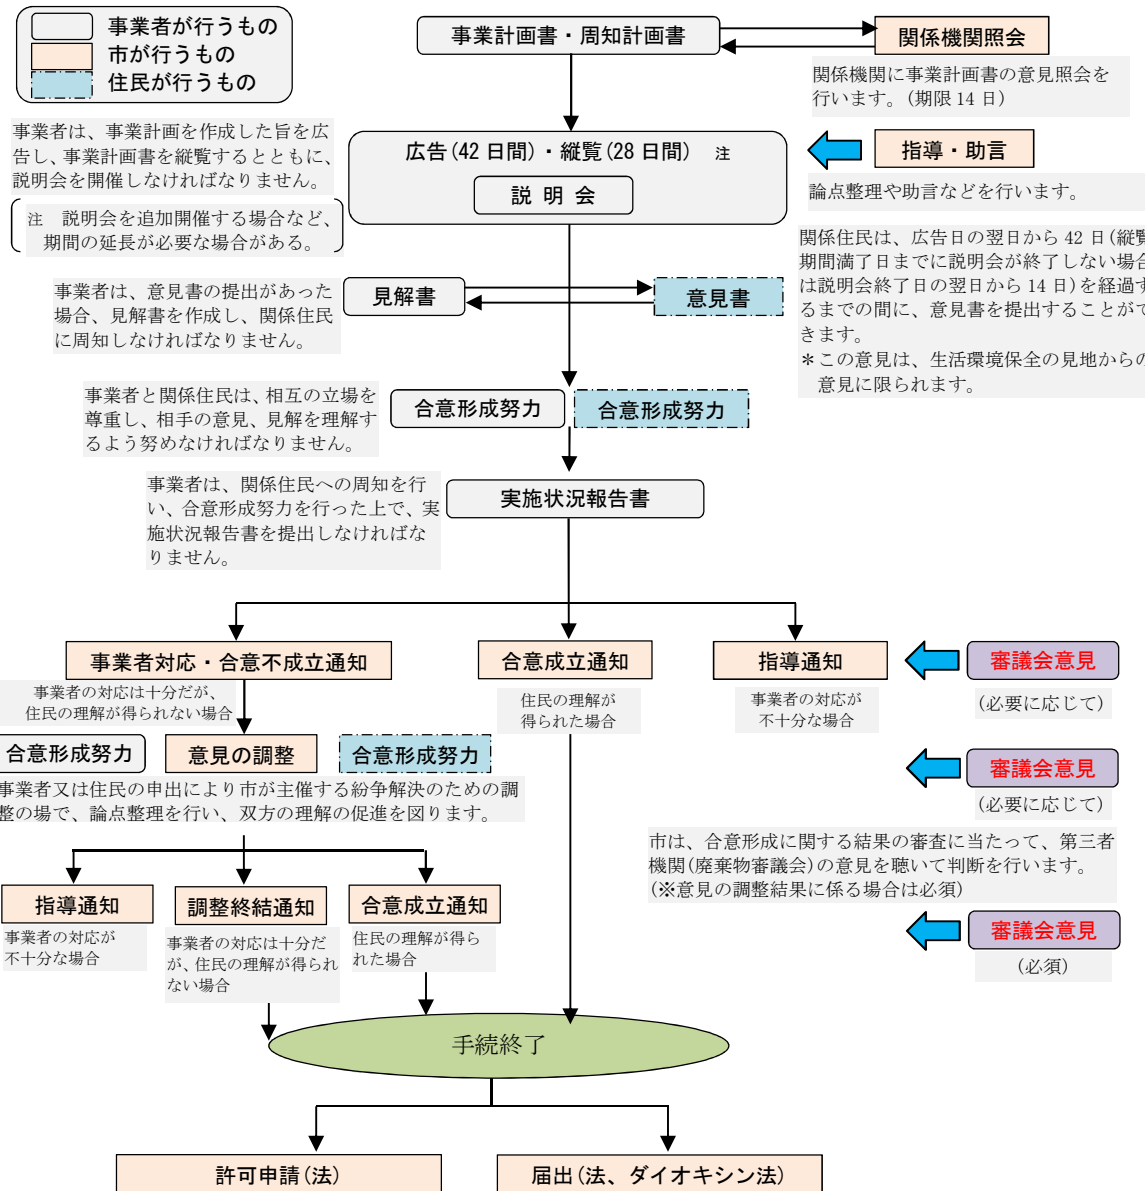 事業者が行うもの
市が行うもの
住民が行うもの
事業計画書・周知計画書
関係機関照会
関係機関に事業計画書の意見照会を
行います。(期限 14 日)
事業者は、事業計画を作成した旨を広
告し、事業計画書を縦覧するとともに、
説明会を開催しなければなりません。
注　説明会を追加開催する場合など、
期間の延長が必要な場合がある。
広告(42 日間)・縦覧(28 日間)　注
説 明 会
指導・助言
論点整理や助言などを行います。
関係住民は、広告日の翌日から 42 日(縦覧
期間満了日までに説明会が終了しない場合
は説明会終了日の翌日から 14 日)を経過す
るまでの間に、意見書を提出することがで
きます。
＊この意見は、生活環境保全の見地からの
意見に限られます。
事業者は、意見書の提出があった
場合、見解書を作成し、関係住民
に周知しなければなりません。
見解書
意見書
事業者と関係住民は、相互の立場を
尊重し、相手の意見、見解を理解す
るよう努めなければなりません。
合意形成努力
合意形成努力
事業者は、関係住民への周知を行
い、合意形成努力を行った上で、実
施状況報告書を提出しなければな
りません。
実施状況報告書
事業者対応・合意不成立通知
合意成立通知
指導通知
審議会意見
(必要に応じて)
事業者の対応は十分だが、
住民の理解が得られない場合
住民の理解が
得られた場合
事業者の対応が
不十分な場合
合意形成努力
意見の調整
合意形成努力
審議会意見
(必要に応じて)
事業者又は住民の申出により市が主催する紛争解決のための調
整の場で、論点整理を行い、双方の理解の促進を図ります。
市は、合意形成に関する結果の審査に当たって、第三者
機関(廃棄物審議会)の意見を聴いて判断を行います。
(※意見の調整結果に係る場合は必須)
指導通知
調整終結通知
合意成立通知
審議会意見
(必須)
事業者の対応が
不十分な場合
事業者の対応は十分だ
が、住民の理解が得られ
ない場合
住民の理解が得ら
れた場合
手続終了
許可申請(法)
届出(法、ダイオキシン法)